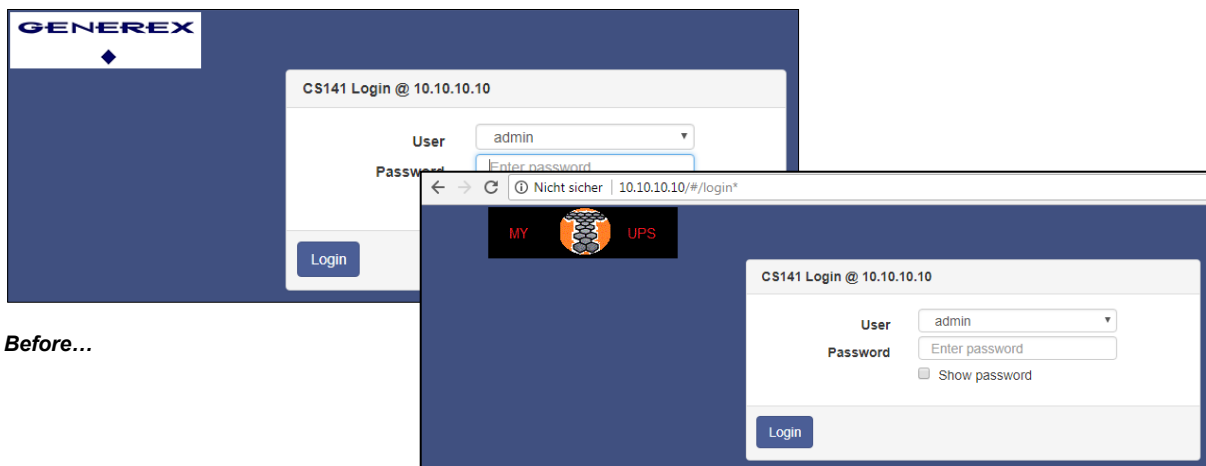 GENEREX
CS141 Login @ 10.10.10.10
User admin
Password Enter password
Login
Before…
Nicht sicher 10.10.10.10/#/login*
MY UPS
CS141 Login @ 10.10.10.10
User admin
Password Enter password
Show password
Login